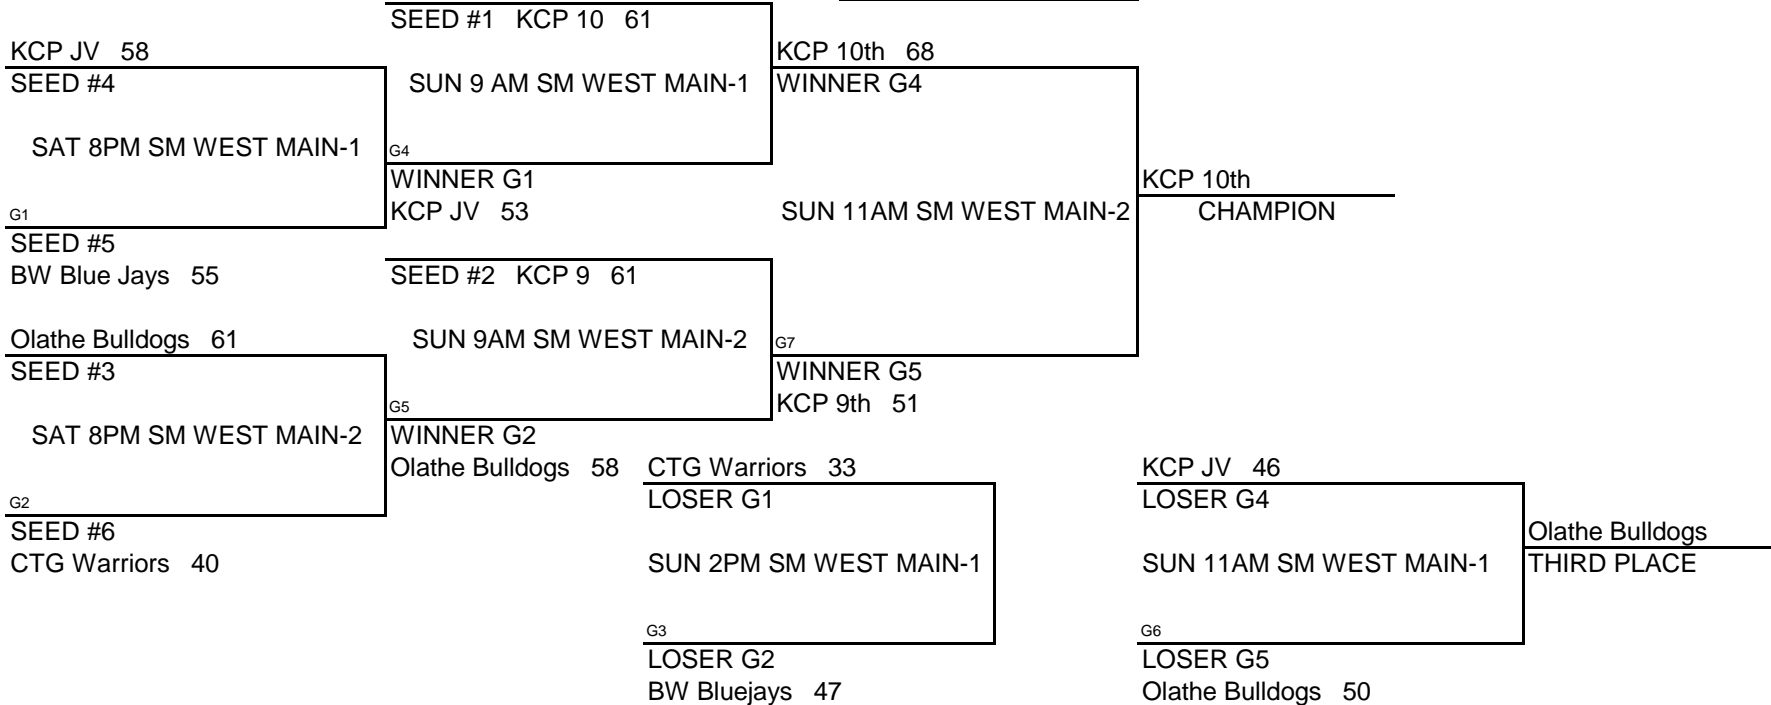 SEED #1 KCP 10 61
KCP JV 58
KCP 10th 68
SEED #4
SUN 9 AM SM WEST MAIN-1
WINNER G4
SAT 8PM SM WEST MAIN-1
G4
WINNER G1
KCP 10th
G1
KCP JV 53
SUN 11AM SM WEST MAIN-2
CHAMPION
SEED #5
BW Blue Jays 55
SEED #2 KCP 9 61
Olathe Bulldogs 61
SUN 9AM SM WEST MAIN-2
G7
SEED #3
WINNER G5
G5
KCP 9th 51
SAT 8PM SM WEST MAIN-2
WINNER G2
Olathe Bulldogs 58
CTG Warriors 33
KCP JV 46
G2
LOSER G1
LOSER G4
SEED #6
Olathe Bulldogs
CTG Warriors 40
SUN 2PM SM WEST MAIN-1
SUN 11AM SM WEST MAIN-1
THIRD PLACE
G3
G6
LOSER G2
LOSER G5
BW Bluejays 47
Olathe Bulldogs 50